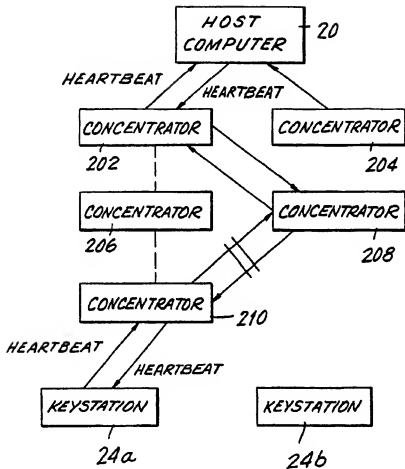 HOST
COMPUTER
20
HEARTBEAT
HEARTBEAT
CONCENTRATOR
202
CONCENTRATOR
204
CONCENTRATOR
206
CONCENTRATOR
208
CONCENTRATOR
210
HEARTBEAT
HEARTBEAT
KEYSTATION
24a
KEYSTATION
24b